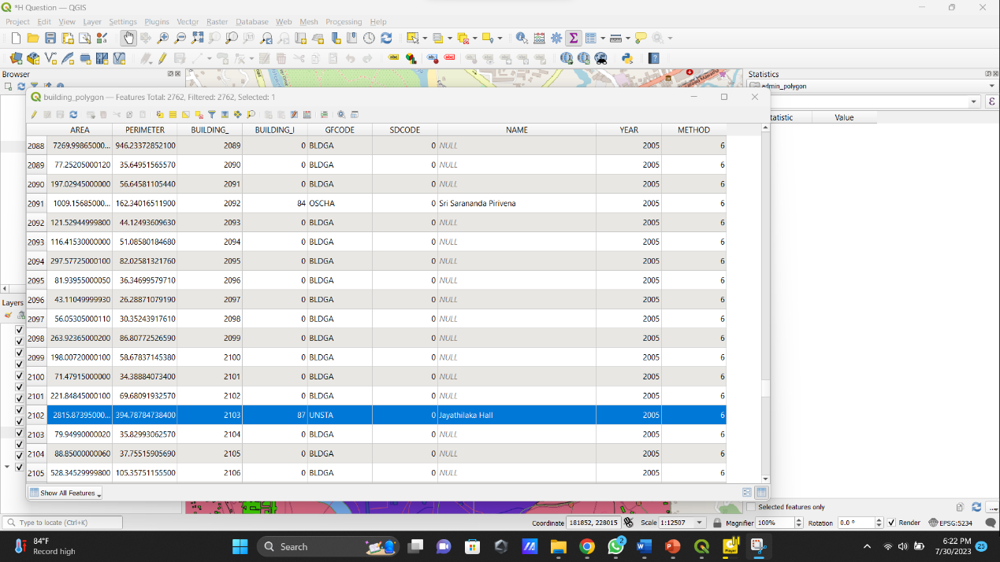 *H Question — QGIS
Project Edit View Layer Settings Plugins Vector Raster Database Web Mesh Processing Help
Browser
Statistics
admin_polygon
Statistic Value
building_polygon — Features Total: 2762, Filtered: 2762, Selected: 1
AREA PERIMETER BUILDING_ BUILDING_I GFCODE SDCODE NAME YEAR METHOD
2088 7269.99865000... 946.23372852100 2089 0 BLDGA 0 NULL 2005 6
2089 77.25205000120 35.64951565570 2090 0 BLDGA 0 NULL 2005 6
2090 197.02945000000 56.64581105440 2091 0 BLDGA 0 NULL 2005 6
2091 1009.15685000... 162.34016511900 2092 84 OSCHA 0 Sri Sarananda Pirivena 2005 6
2092 121.52944999800 44.12493609630 2093 0 BLDGA 0 NULL 2005 6
2093 116.41530000000 51.08580184680 2094 0 BLDGA 0 NULL 2005 6
2094 297.57725000100 82.02581321760 2095 0 BLDGA 0 NULL 2005 6
2095 81.93955000050 36.34699579710 2096 0 BLDGA 0 NULL 2005 6
2096 43.11049999930 26.28871079190 2097 0 BLDGA 0 NULL 2005 6
2097 56.05305000110 30.35243917610 2098 0 BLDGA 0 NULL 2005 6
2098 263.92365000200 86.80772526590 2099 0 BLDGA 0 NULL 2005 6
2099 198.00720000100 58.67837145380 2100 0 BLDGA 0 NULL 2005 6
2100 71.47915000000 34.38884073400 2101 0 BLDGA 0 NULL 2005 6
2101 221.84845000100 69.68091932570 2102 0 BLDGA 0 NULL 2005 6
2102 2815.87395000... 394.78784738400 2103 87 UNSTA 0 Jayathilaka Hall 2005 6
2103 79.94990000020 35.82993062570 2104 0 BLDGA 0 NULL 2005 6
2104 88.85000000060 37.75515905690 2105 0 BLDGA 0 NULL 2005 6
2105 528.34529999800 105.35751155500 2106 0 BLDGA 0 NULL 2005 6
Layers
Show All Features
Selected features only
Type to locate (Ctrl+K)
Coordinate 181852, 228015 Scale 1:12507 Magnifier 100% Rotation 0.0 ° Render EPSG:5234
84°F
Record high
Search
2
6:22 PM
7/30/2023
25